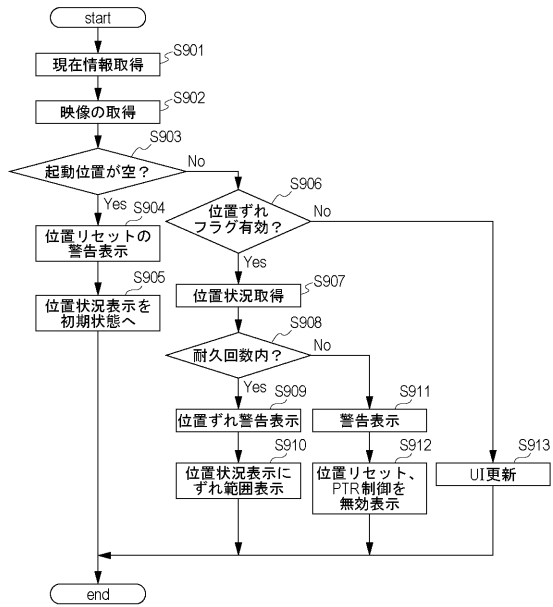 start
S901
現在情報取得
S902
映像の取得
S903
起動位置が空？
No
Yes
S904
位置リセットの
警告表示
S905
位置状況表示を
初期状態へ
S906
位置ずれ
フラグ有効？
No
Yes
S907
位置状況取得
S908
耐久回数内？
No
Yes
S909
位置ずれ警告表示
S910
位置状況表示に
ずれ範囲表示
S911
警告表示
S912
位置リセット、
PTR制御を
無効表示
S913
UI更新
end